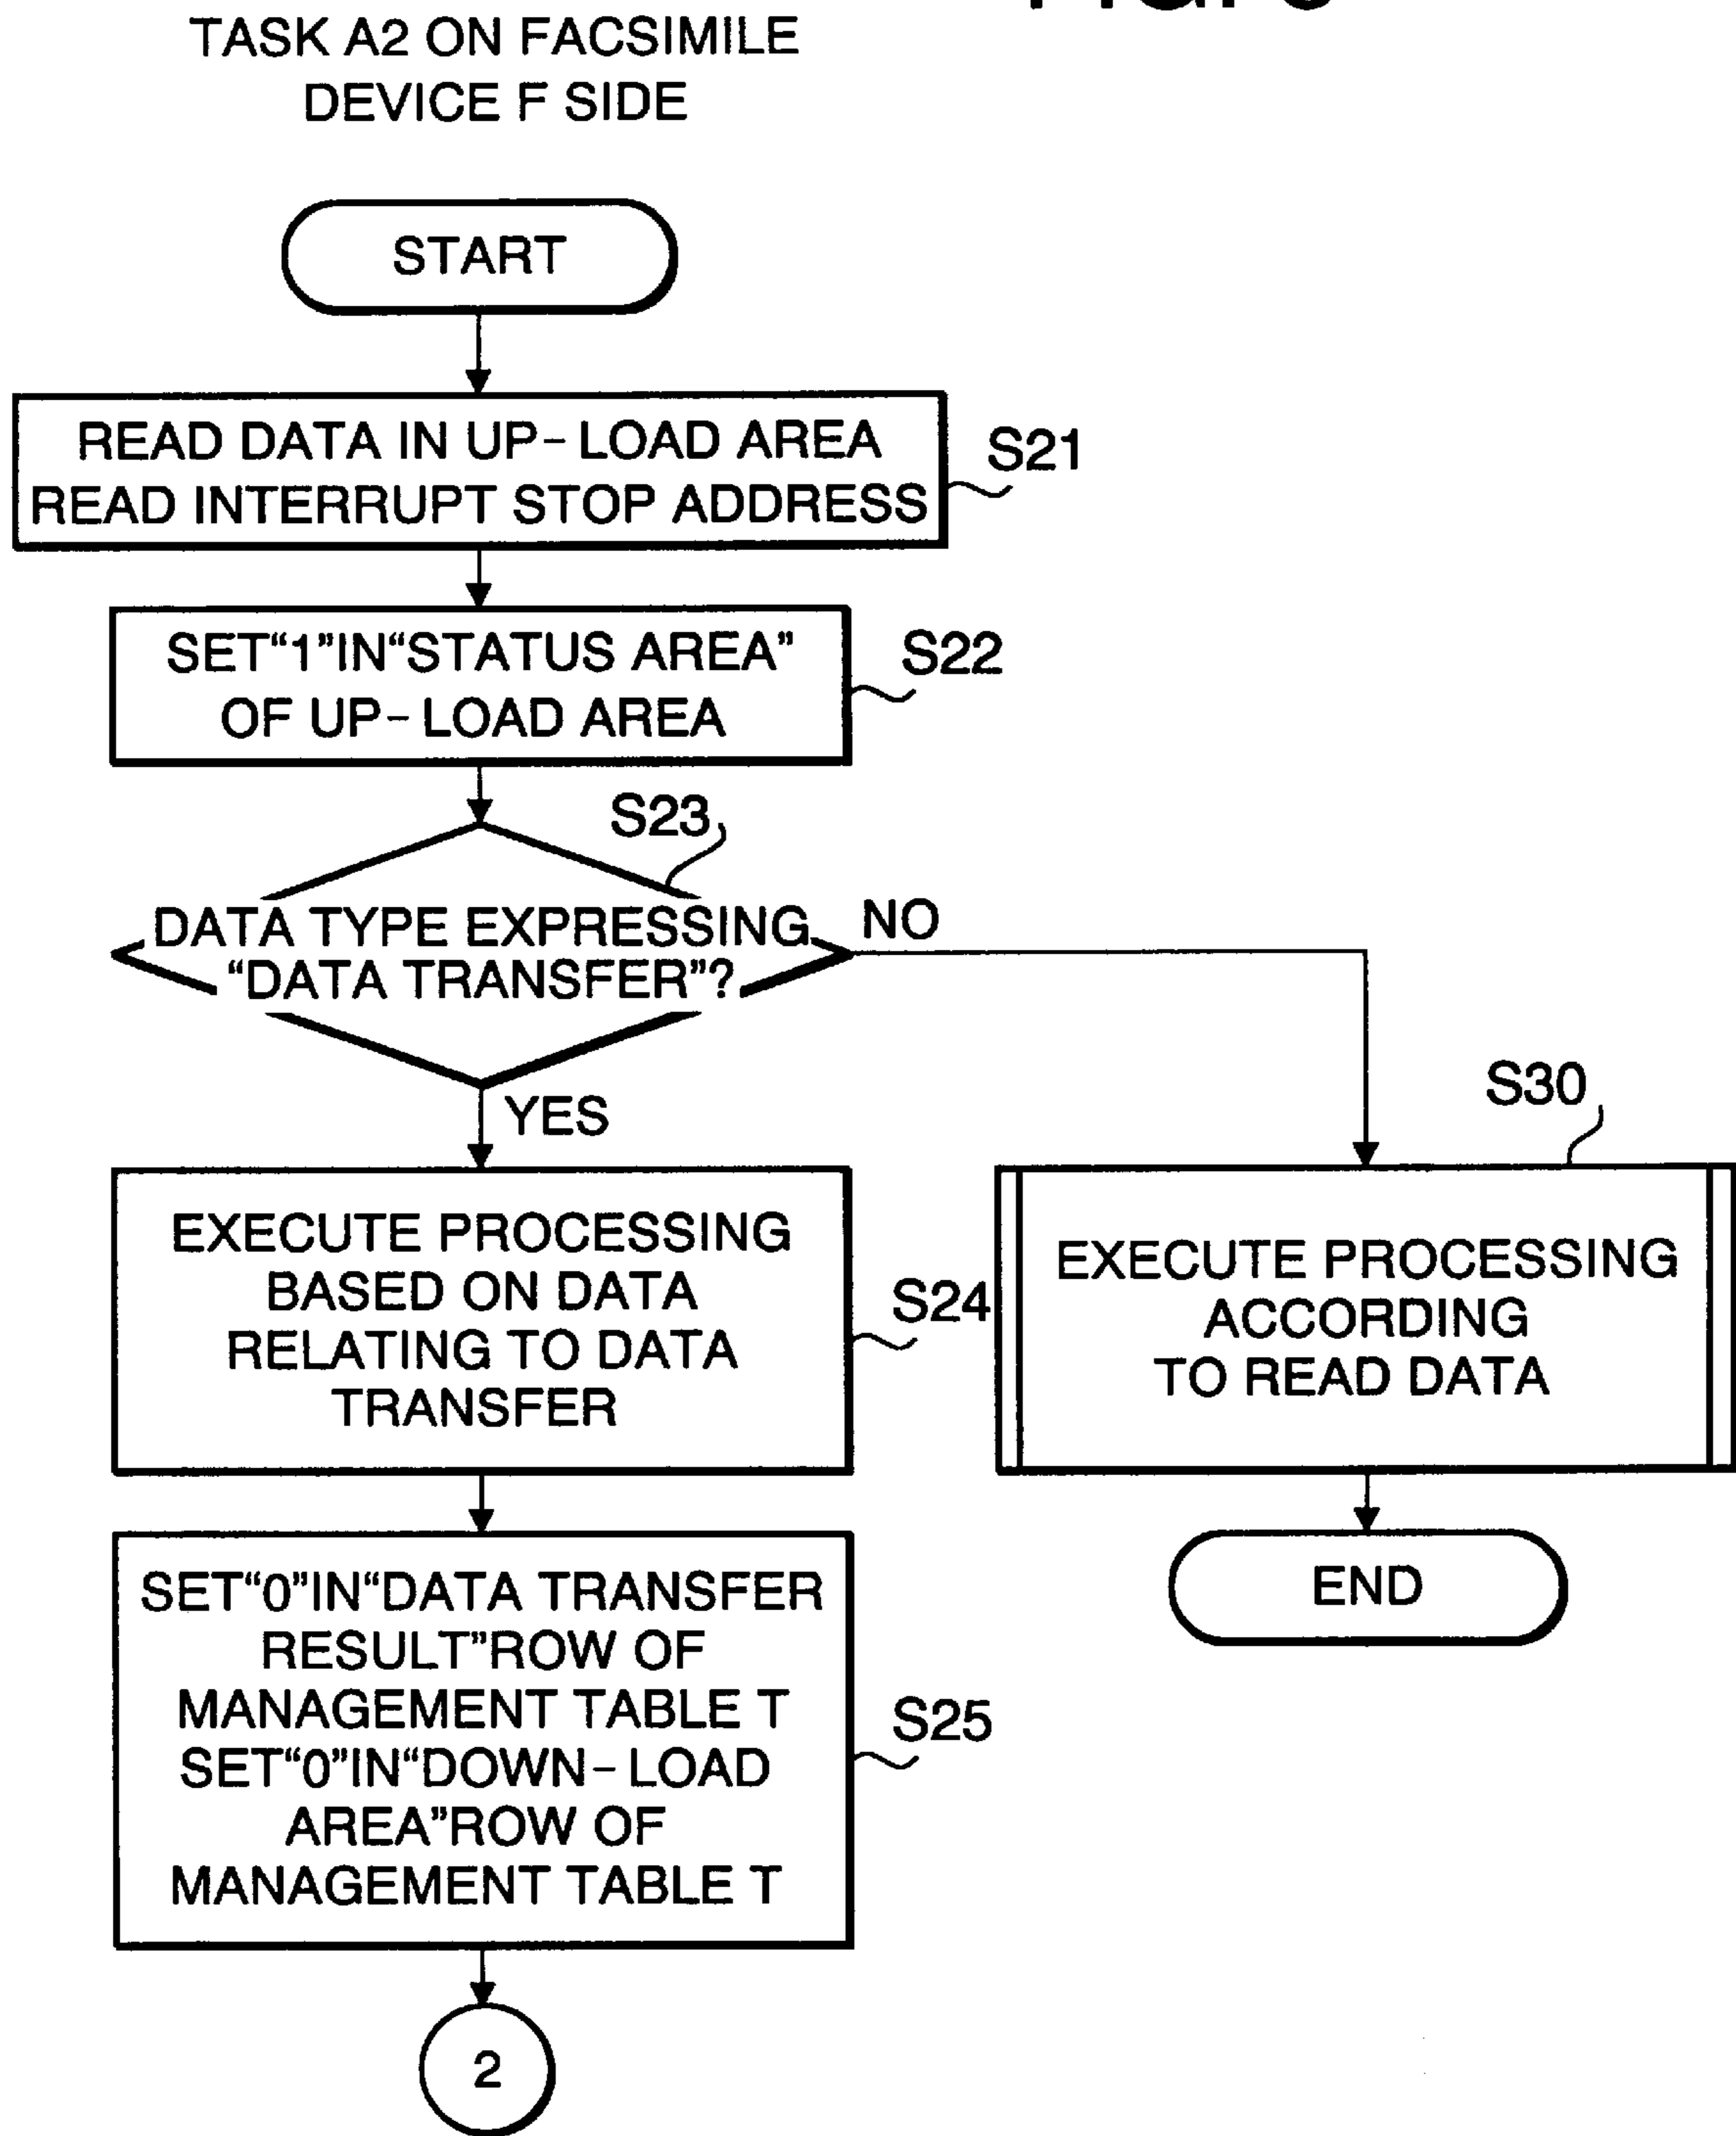 TASK A2 ON FACSIMILE
DEVICE F SIDE
START
READ DATA IN UP-LOAD AREA
READ INTERRUPT STOP ADDRESS
S21
SET“1”IN“STATUS AREA”
OF UP-LOAD AREA
S22
S23
DATA TYPE EXPRESSING
“DATA TRANSFER”?
NO
YES
S30
EXECUTE PROCESSING
BASED ON DATA
RELATING TO DATA
TRANSFER
S24
EXECUTE PROCESSING
ACCORDING
TO READ DATA
SET“0”IN“DATA TRANSFER
RESULT”ROW OF
MANAGEMENT TABLE T
SET“0”IN“DOWN-LOAD
AREA”ROW OF
MANAGEMENT TABLE T
S25
END
2